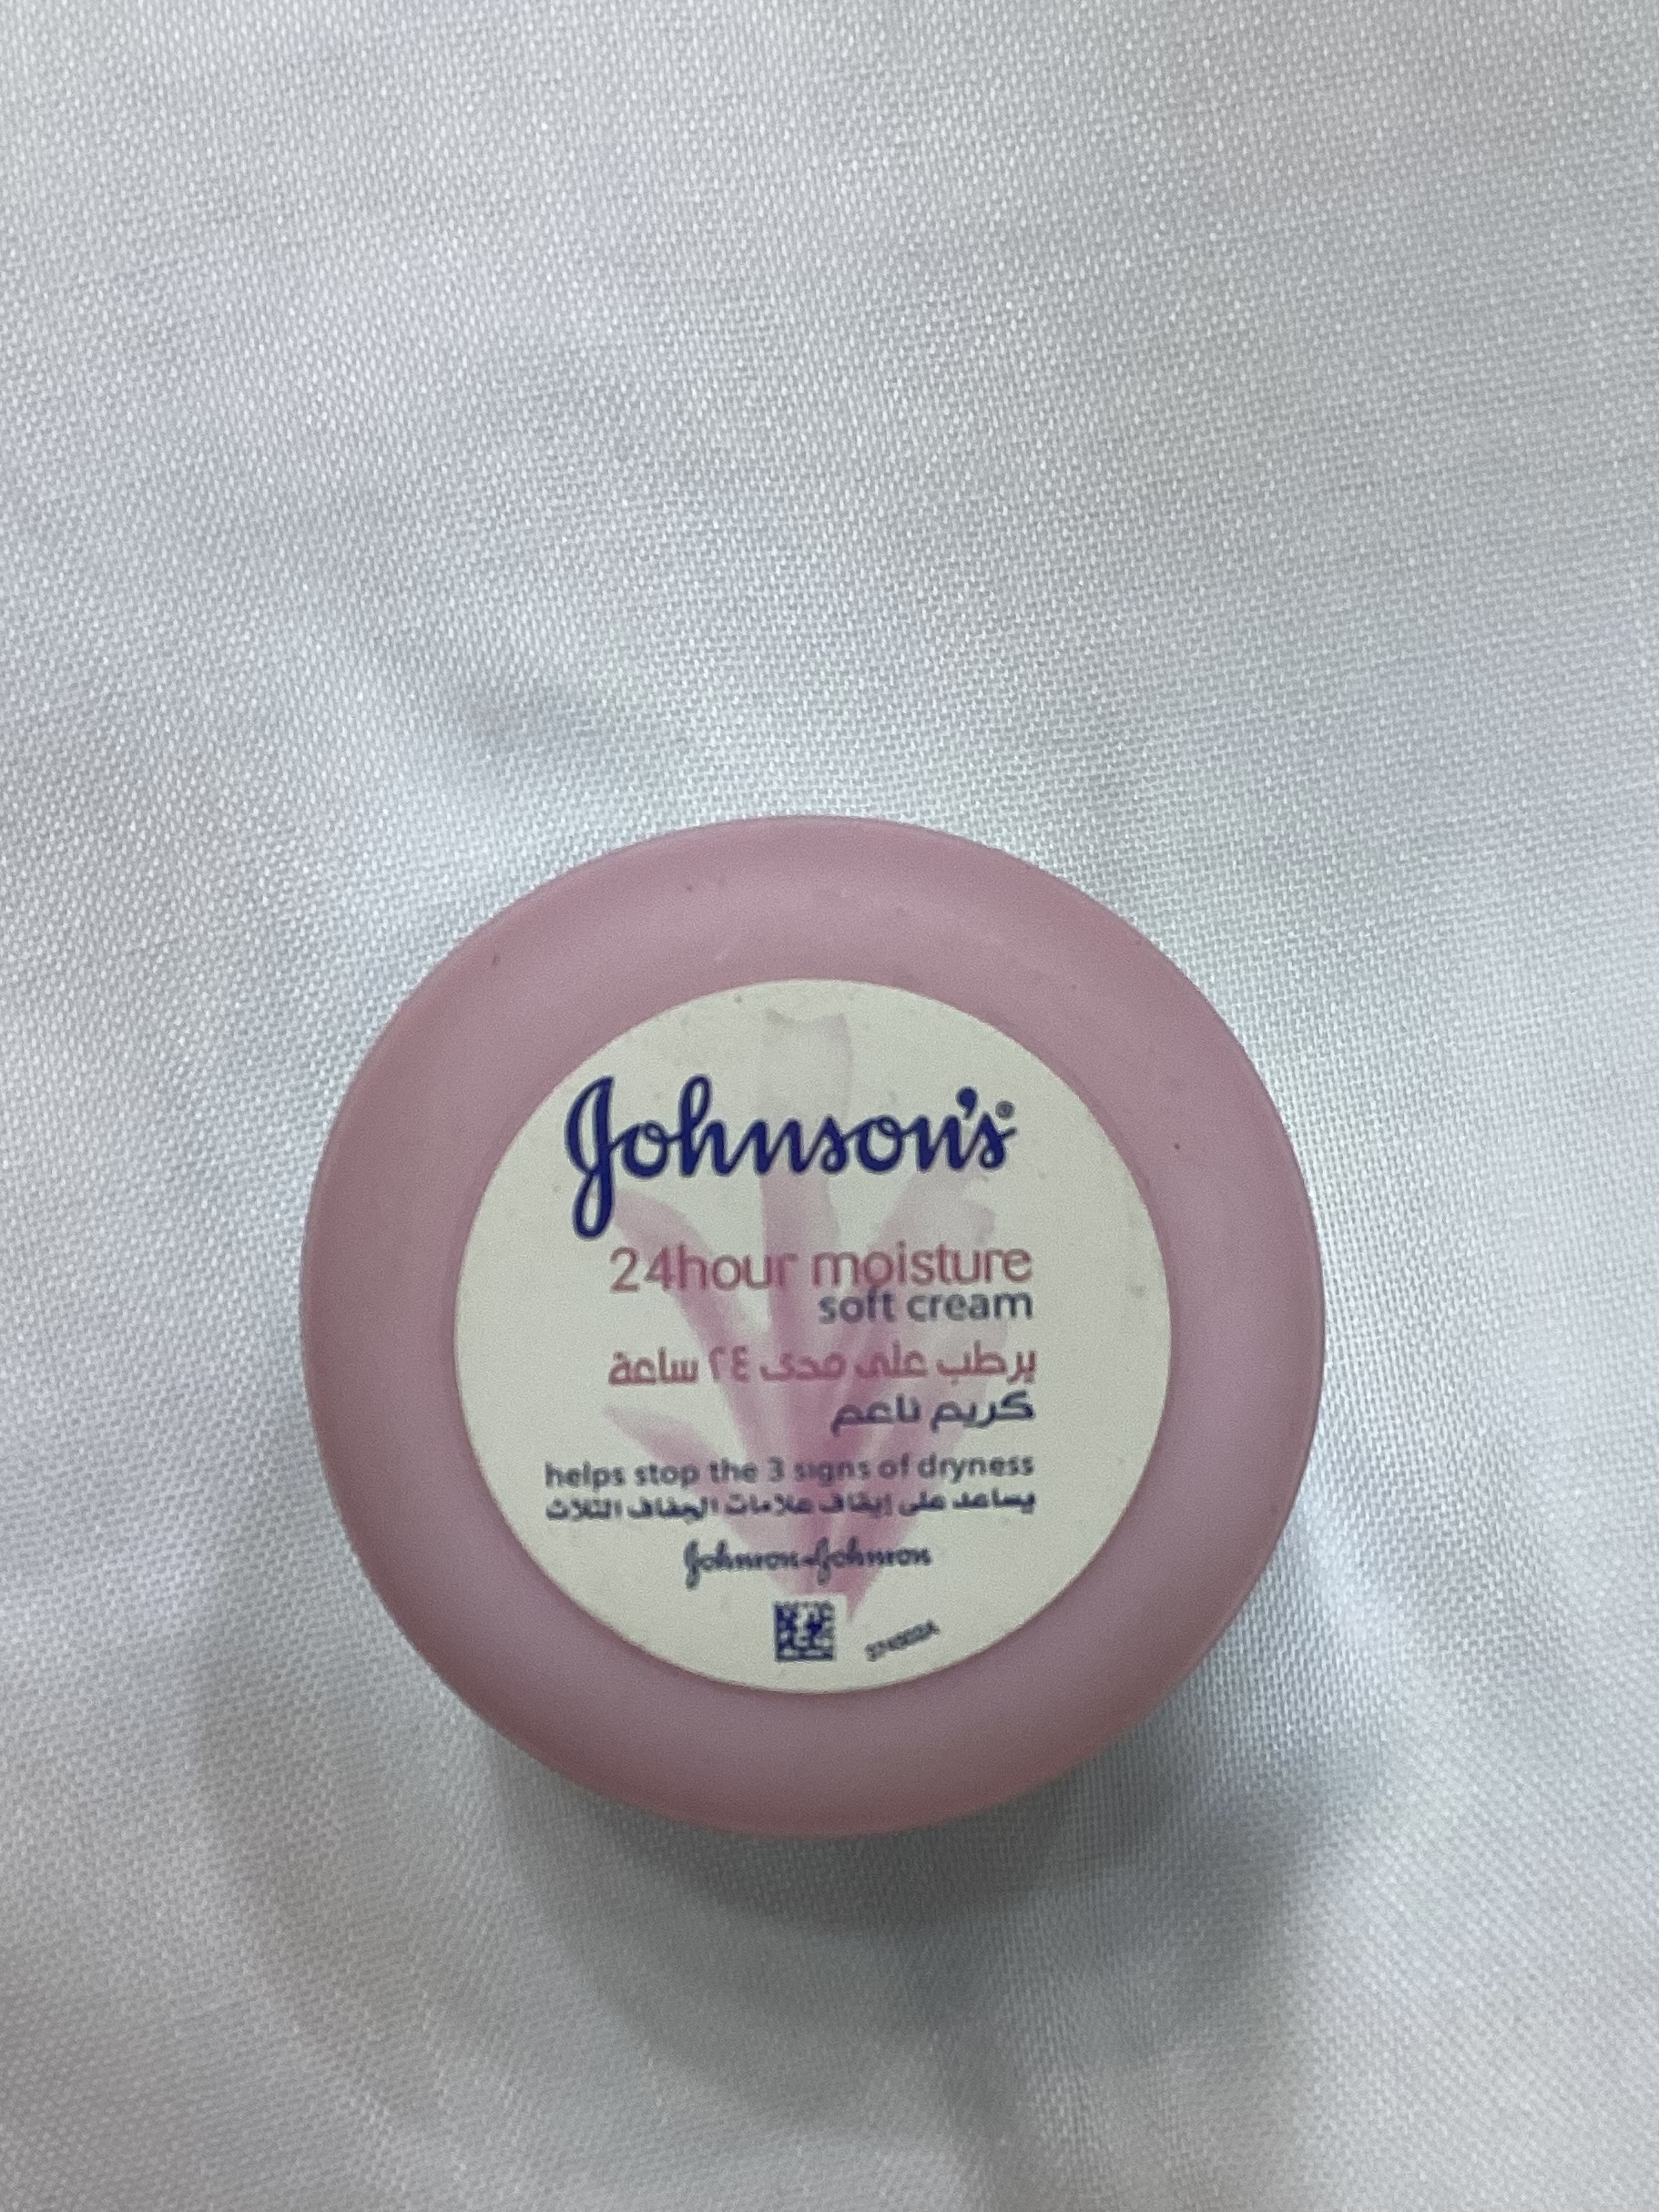 Johnson's®
24hour moisture
soft cream
يرطب على مدى ٢٤ ساعة
كريم ناعم
helps stop the 3 signs of dryness
يساعد على إيقاف علامات الجفاف الثلاث
Johnson & Johnson